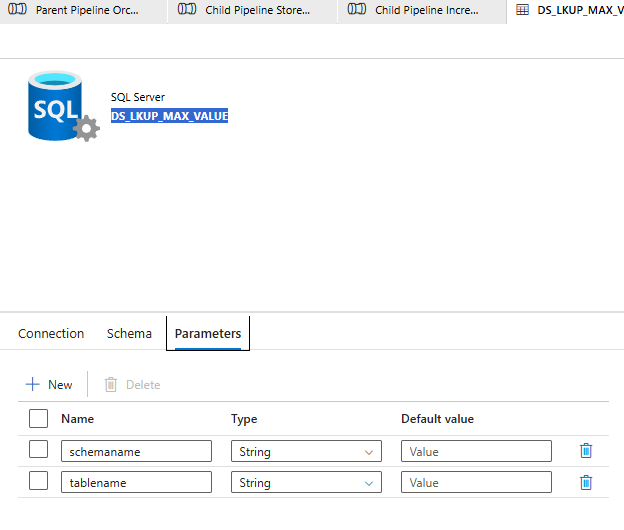 Parent Pipeline Orc...
Child Pipeline Store...
Child Pipeline Incre...
DS_LKUP_MAX_V
SQL
SQL Server
DS_LKUP_MAX_VALUE
Connection Schema Parameters
New Delete
Name Type Default value
schemaname String Value
tablename String Value